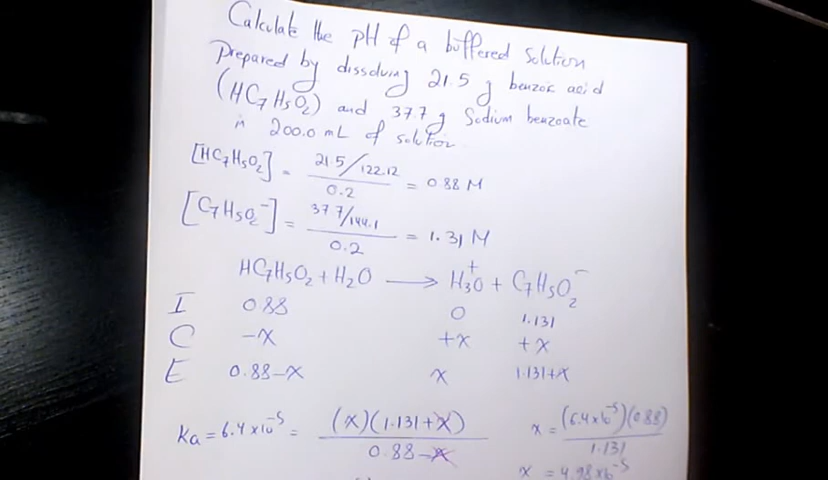 Calculate the pH of a buffered solution
prepared by dissolving 21.5 g benzoic acid
(HC7H5O2) and 37.7 g Sodium benzoate
in 200.0 mL of solution
[HC7H5O2] = 21.5/122.12 / 0.2 = 0.88 M
[C7H5O2⁻] = 37.7/144.1 / 0.2 = 1.31 M
HC7H5O2 + H2O ⟶ H3O⁺ + C7H5O2⁻
I 0.88 0 1.131
C -x +x +x
E 0.88-x x 1.131+x
Ka = 6.4x10⁻⁵ = (x)(1.131+x) / 0.88-x
x = (6.4x10⁻⁵)(0.88) / 1.131
x = 4.98x10⁻⁵